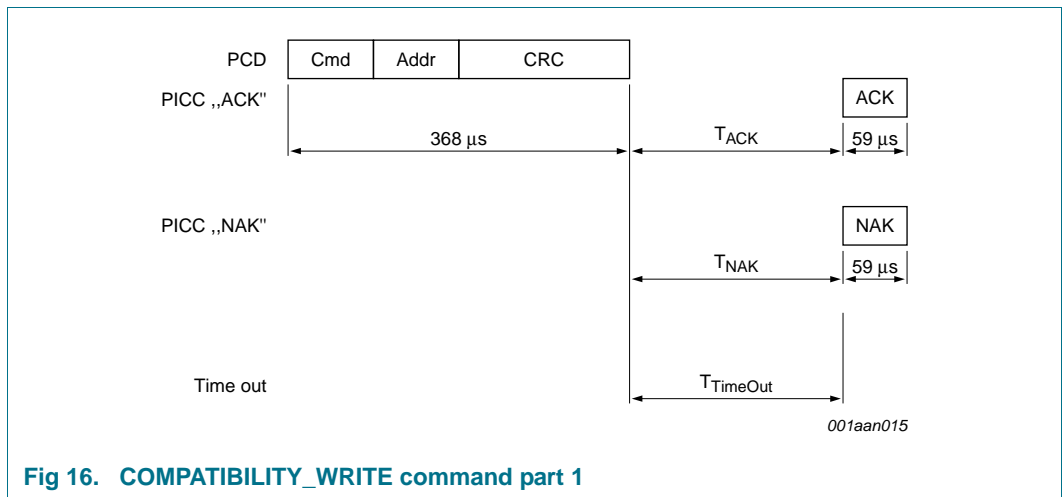 PCD Cmd Addr CRC
PICC ,,ACK" ACK
368 μs TACK 59 μs
PICC ,,NAK" NAK
TNAK 59 μs
Time out TTimeOut
001aan015
Fig 16. COMPATIBILITY_WRITE command part 1